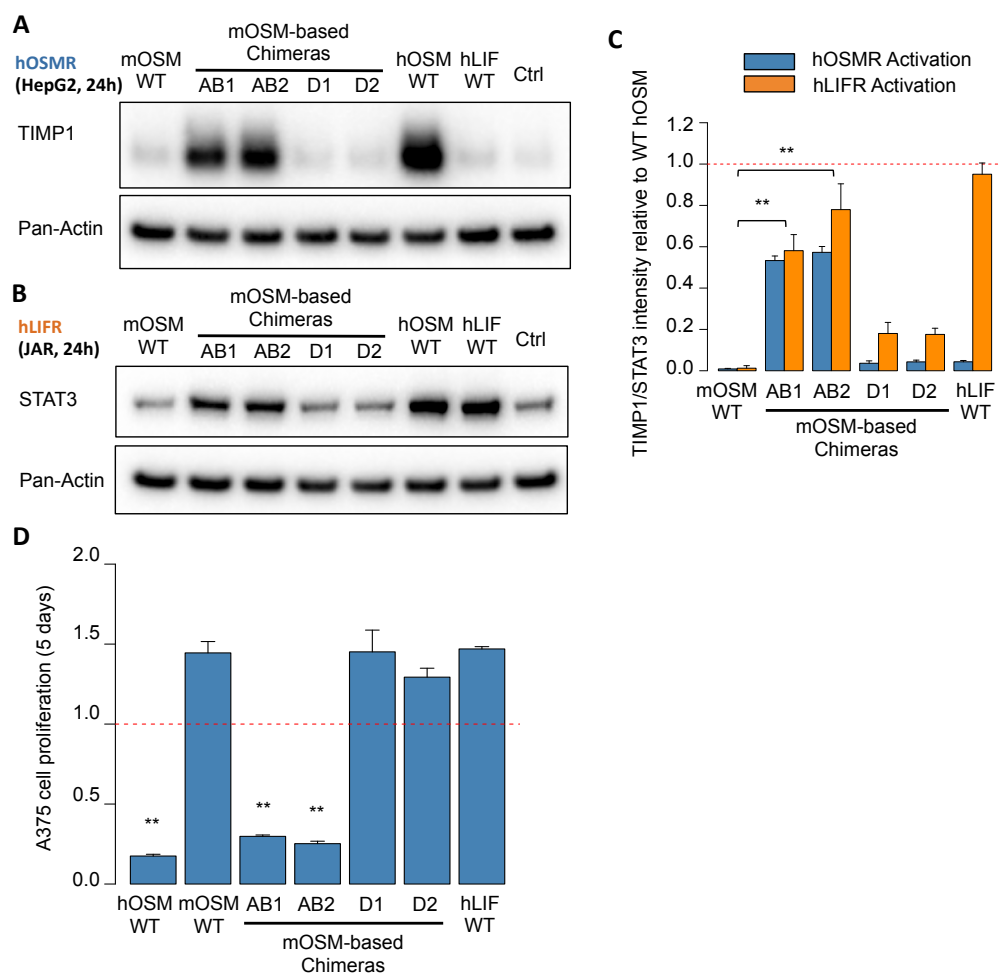 A
hOSMR
(HepG2, 24h)
mOSM
WT
mOSM-based
Chimeras
AB1 AB2 D1 D2
hOSM
WT
hLIF
WT
Ctrl
TIMP1
Pan-Actin
B
hLIFR
(JAR, 24h)
mOSM
WT
mOSM-based
Chimeras
AB1 AB2 D1 D2
hOSM
WT
hLIF
WT
Ctrl
STAT3
Pan-Actin
C
hOSMR Activation
hLIFR Activation
TIMP1/STAT3 intensity relative to WT hOSM
1.2
1.0
0.8
0.6
0.4
0.2
0.0
**
**
mOSM
WT
AB1 AB2 D1 D2
mOSM-based
Chimeras
hLIF
WT
D
A375 cell proliferation (5 days)
2.0
1.5
1.0
0.5
0.0
** ** **
hOSM
WT
mOSM
WT
AB1 AB2 D1 D2
mOSM-based
Chimeras
hLIF
WT